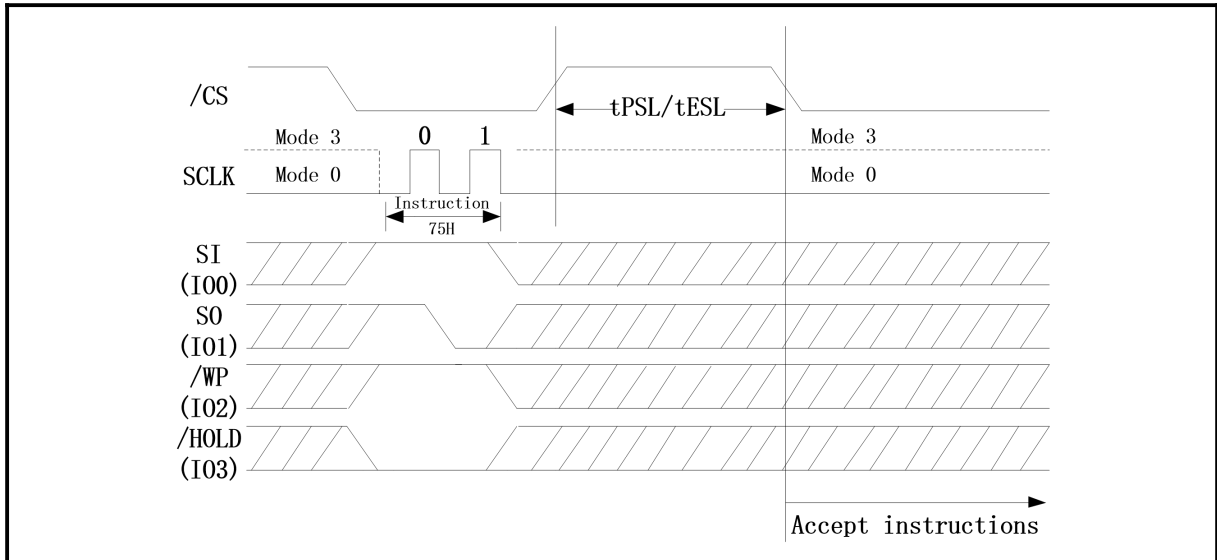 /CS
tPSL/tESL
Mode 3
0
1
Mode 3
SCLK
Mode 0
Mode 0
Instruction
75H
SI
(IO0)
SO
(IO1)
/WP
(IO2)
/HOLD
(IO3)
Accept instructions